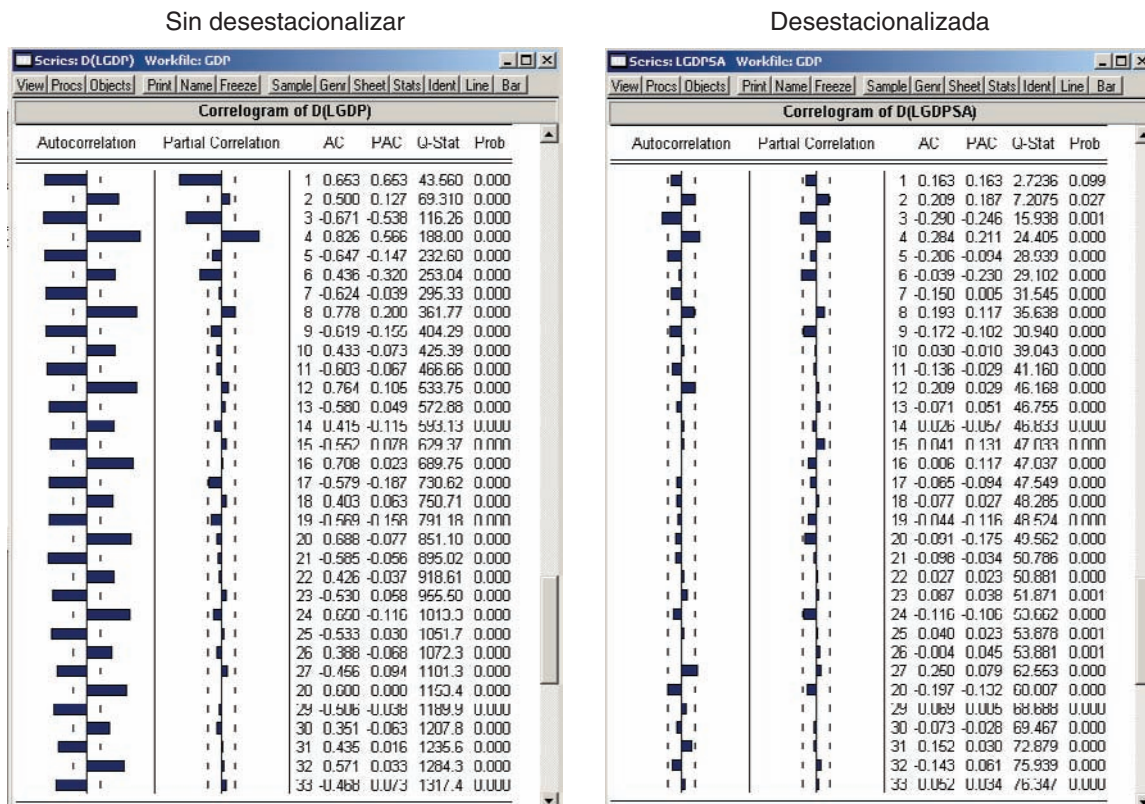 Sin desestacionalizar
Series: D(LGDP) Workfile: GDP
View Procs Objects Print Name Freeze Sample Genr Sheet Stats Ident Line Bar
Correlogram of D(LGDP)
Autocorrelation Partial Correlation AC PAC Q-Stat Prob
1 0.653 0.653 43.560 0.000
2 0.500 0.127 69.310 0.000
3 -0.671 -0.538 116.26 0.000
4 0.826 0.566 188.00 0.000
5 -0.647 -0.147 232.60 0.000
6 0.436 -0.320 253.04 0.000
7 -0.624 -0.039 295.33 0.000
8 0.778 0.200 361.77 0.000
9 -0.619 -0.155 404.29 0.000
10 0.433 -0.073 425.39 0.000
11 -0.603 -0.067 466.66 0.000
12 0.764 0.105 533.75 0.000
13 -0.580 0.049 572.88 0.000
14 0.415 -0.115 593.13 0.000
15 -0.552 0.078 629.37 0.000
16 0.708 0.023 689.75 0.000
17 -0.579 -0.187 730.62 0.000
18 0.403 0.063 750.71 0.000
19 -0.569 -0.158 791.18 0.000
20 0.688 -0.077 851.10 0.000
21 -0.585 -0.056 895.02 0.000
22 0.426 -0.037 918.61 0.000
23 -0.530 0.058 955.50 0.000
24 0.650 -0.116 1013.3 0.000
25 -0.533 0.030 1051.7 0.000
26 0.388 -0.068 1072.3 0.000
27 -0.456 0.094 1101.3 0.000
28 0.600 0.000 1153.4 0.000
29 -0.506 -0.038 1189.9 0.000
30 0.351 -0.063 1207.8 0.000
31 0.435 0.016 1235.6 0.000
32 0.571 0.033 1284.3 0.000
33 -0.468 0.073 1317.4 0.000
Desestacionalizada
Series: LGDPSA Workfile: GDP
View Procs Objects Print Name Freeze Sample Genr Sheet Stats Ident Line Bar
Correlogram of D(LGDPSA)
Autocorrelation Partial Correlation AC PAC Q-Stat Prob
1 0.163 0.163 2.7236 0.099
2 0.209 0.187 7.2075 0.027
3 -0.290 -0.246 15.938 0.001
4 0.284 0.211 24.405 0.000
5 -0.206 -0.094 28.939 0.000
6 -0.039 -0.230 29.102 0.000
7 -0.150 0.005 31.545 0.000
8 0.193 0.117 35.638 0.000
9 -0.172 -0.102 38.940 0.000
10 0.030 -0.010 39.043 0.000
11 -0.136 -0.029 41.160 0.000
12 0.209 0.029 46.168 0.000
13 -0.071 0.051 46.755 0.000
14 0.026 -0.057 46.833 0.000
15 0.041 0.131 47.033 0.000
16 0.006 0.117 47.037 0.000
17 -0.065 -0.094 47.549 0.000
18 -0.077 0.027 48.285 0.000
19 -0.044 -0.116 48.524 0.000
20 -0.091 -0.175 49.562 0.000
21 -0.098 -0.034 50.786 0.000
22 0.027 0.023 50.881 0.000
23 0.087 0.038 51.871 0.001
24 -0.116 -0.106 53.662 0.000
25 0.040 0.023 53.878 0.001
26 -0.004 0.045 53.881 0.001
27 0.250 0.079 62.553 0.000
28 -0.197 -0.132 68.007 0.000
29 0.069 0.005 68.688 0.000
30 -0.073 -0.028 69.467 0.000
31 0.152 0.030 72.879 0.000
32 -0.143 0.061 75.939 0.000
33 0.052 0.034 76.347 0.000